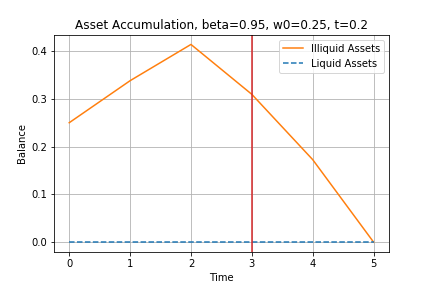 Asset Accumulation, beta=0.95, w0=0.25, t=0.2
Illiquid Assets
Liquid Assets
Balance
0.4
0.3
0.2
0.1
0.0
0 1 2 3 4 5
Time